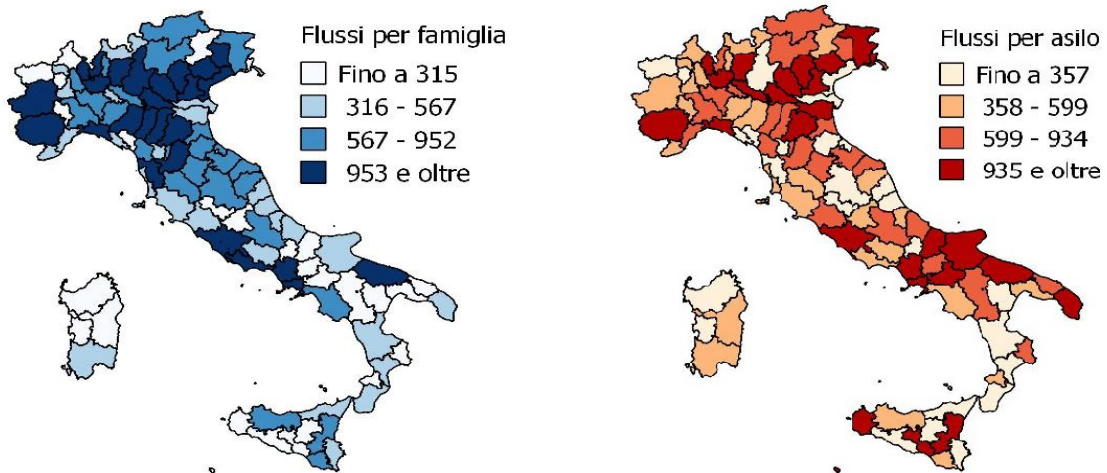 Flussi per famiglia
Fino a 315
316 - 567
567 - 952
953 e oltre
Flussi per asilo
Fino a 357
358 - 599
599 - 934
935 e oltre